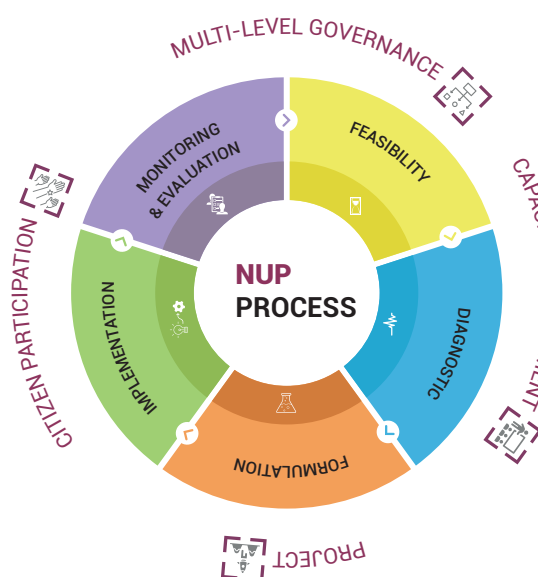 MULTI-LEVEL GOVERNANCE
FEASIBILITY
DIAGNOSTIC
FORMULATION
IMPLEMENTATION
MONITORING
& EVALUATION
NUP
PROCESS
PROJECT
CITIZEN PARTICIPATION